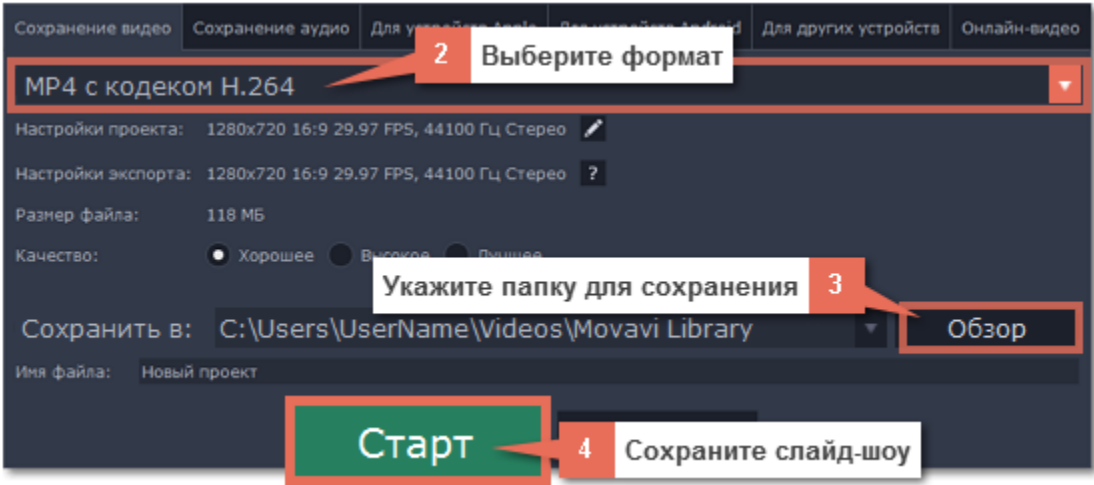 Сохранение видео Сохранение аудио Для Для других устройств Онлайн-видео
2 Выберите формат
MP4 с кодеком H.264
Настройки проекта: 1280x720 16:9 29.97 FPS, 44100 Гц Стерео
Настройки экспорта: 1280x720 16:9 29.97 FPS, 44100 Гц Стерео ?
Размер файла: 118 МБ
Качество: Хорошее Высокое Лучшее
Укажите папку для сохранения 3
Сохранить в: C:\Users\UserName\Videos\Movavi Library Обзор
Имя файла: Новый проект
Старт 4 Сохраните слайд-шоу